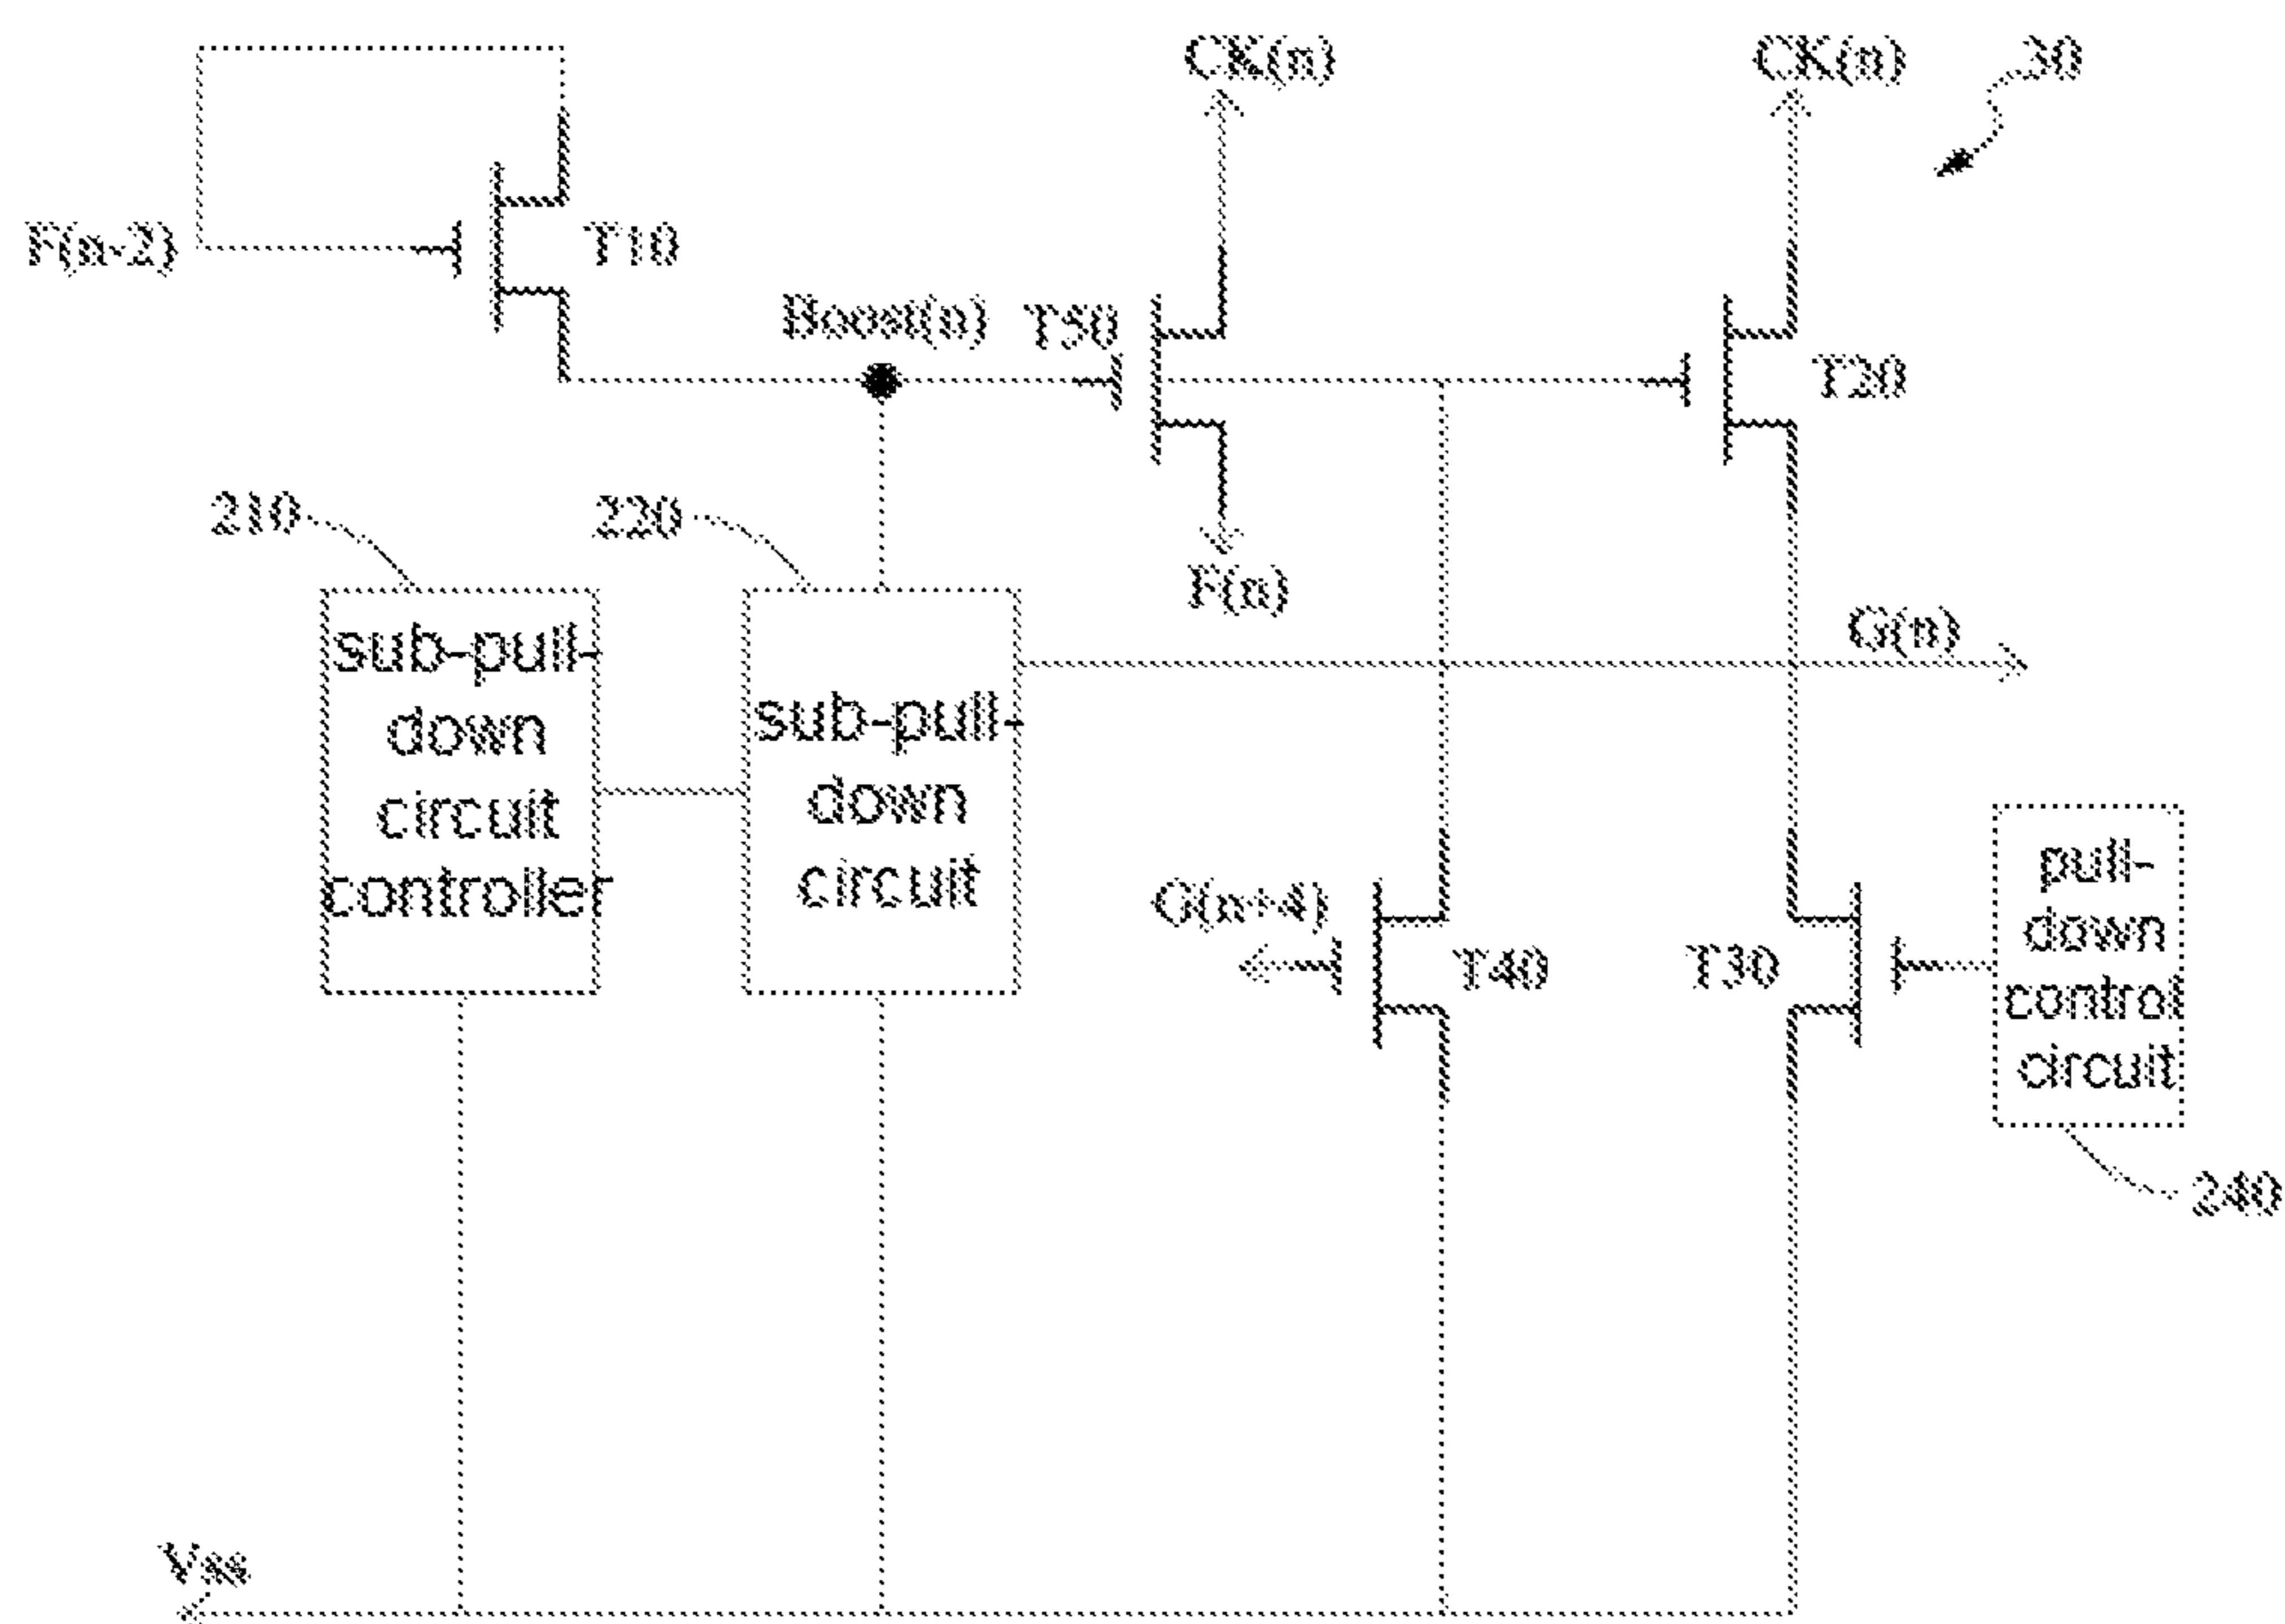 CK(n)
CK(n)
30
F(n-2)
T10
Boost(n)
T50
T20
210
220
F(n)
G(n)
sub-pull-
down
circuit
controller
sub-pull-
down
circuit
G(n+4)
T40
T30
pull-
down
control
circuit
240
Vss